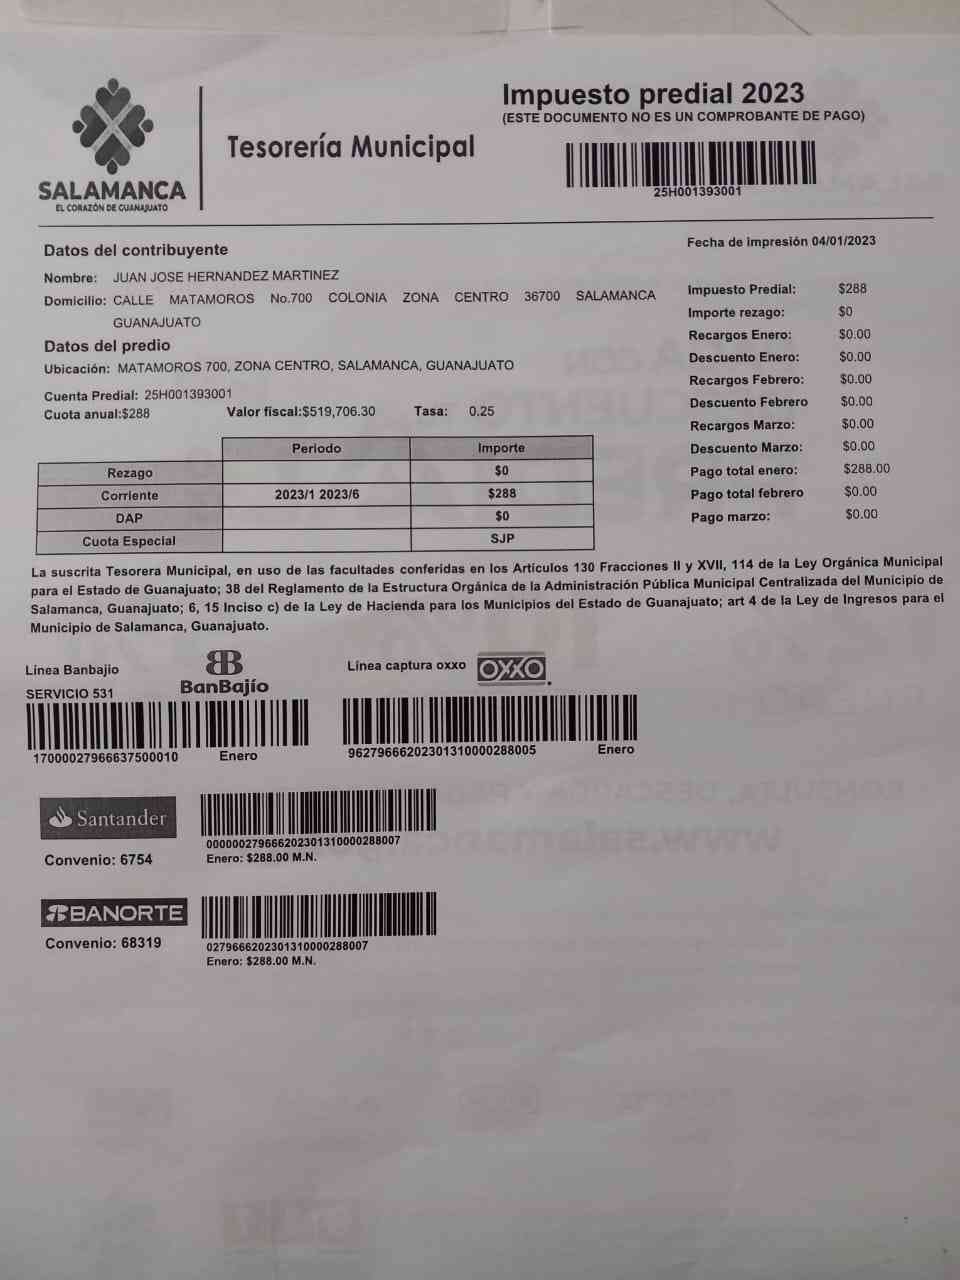 Impuesto predial 2023
(ESTE DOCUMENTO NO ES UN COMPROBANTE DE PAGO)
Tesorería Municipal
SALAMANCA
EL CORAZÓN DE GUANAJUATO
25H001393001
Datos del contribuyente
Fecha de impresión 04/01/2023
Nombre: JUAN JOSE HERNANDEZ MARTINEZ
Domicilio: CALLE MATAMOROS No.700 COLONIA ZONA CENTRO 36700 SALAMANCA
GUANAJUATO
Datos del predio
Ubicación: MATAMOROS 700, ZONA CENTRO, SALAMANCA, GUANAJUATO
Cuenta Predial: 25H001393001
Cuota anual:$288 Valor fiscal:$519,706.30 Tasa: 0.25
Impuesto Predial: $288
Importe rezago: $0
Recargos Enero: $0.00
Descuento Enero: $0.00
Recargos Febrero: $0.00
Descuento Febrero $0.00
Recargos Marzo: $0.00
Descuento Marzo: $0.00
Pago total enero: $288.00
Pago total febrero $0.00
Pago marzo: $0.00
Periodo Importe
Rezago $0
Corriente 2023/1 2023/6 $288
DAP $0
Cuota Especial SJP
La suscrita Tesorera Municipal, en uso de las facultades conferidas en los Artículos 130 Fracciones II y XVII, 114 de la Ley Orgánica Municipal
para el Estado de Guanajuato; 38 del Reglamento de la Estructura Orgánica de la Administración Pública Municipal Centralizada del Municipio de
Salamanca, Guanajuato; 6, 15 Inciso c) de la Ley de Hacienda para los Municipios del Estado de Guanajuato; art 4 de la Ley de Ingresos para el
Municipio de Salamanca, Guanajuato.
Línea Banbajio
SERVICIO 531
BanBajío
17000027966637500010 Enero
Línea captura oxxo OXXO
96279666202301310000288005 Enero
Santander
Convenio: 6754
000000279666202301310000288007
Enero: $288.00 M.N.
BANORTE
Convenio: 68319
0279666202301310000288007
Enero: $288.00 M.N.